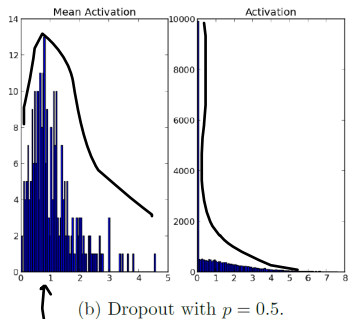 Mean Activation
Activation
14
12
10
8
6
4
2
0
0 1 2 3 4 5
10000
8000
6000
4000
2000
0
0 1 2 3 4 5 6 7 8
(b) Dropout with p = 0.5.